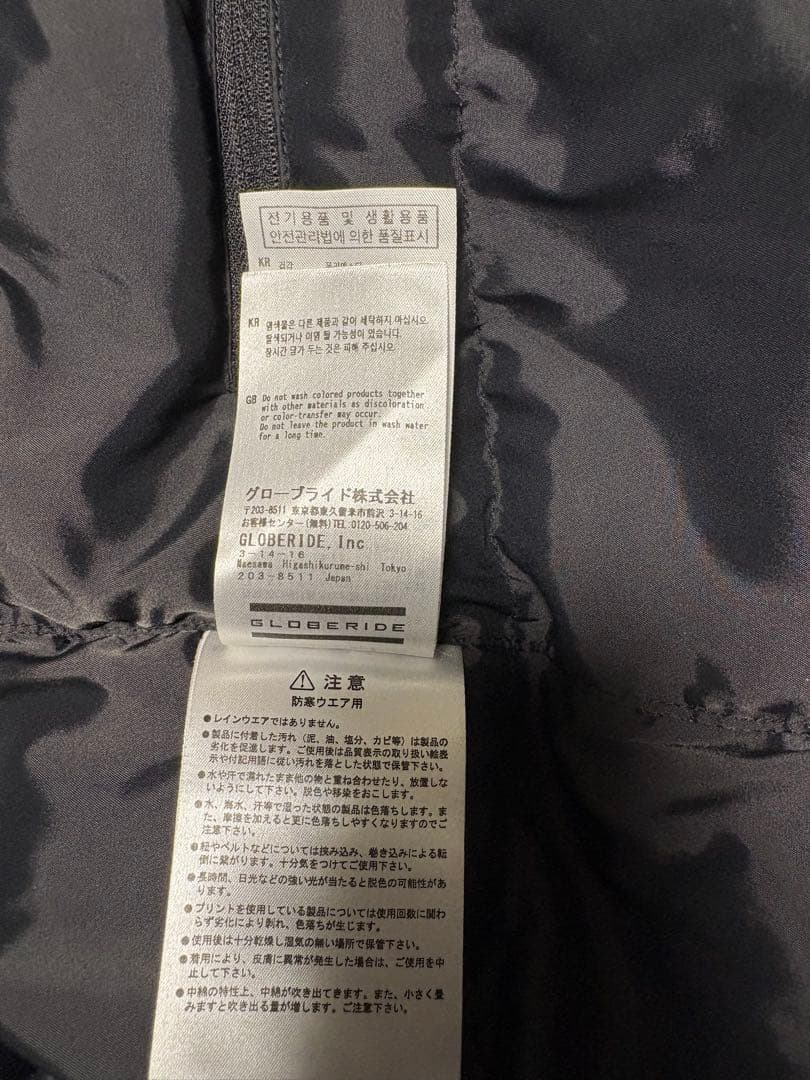 전기용품 및 생활용품
안전관리법에 의한 품질표시
KR 겉감
KR 염색물은 다른 제품과 같이 세탁하지 마십시오.
탈색되거나 이염 될 가능성이 있습니다.
장시간 담가 두는 것은 피해 주십시오.
GB Do not wash colored products together
with other materials as discoloration
or color-transfer may occur.
Do not leave the product in wash water
for a long time.
グローブライド株式会社
〒203-8511 東京都東久留米市前沢 3-14-16
お客様センター(無料)TEL.0120-506-204
GLOBERIDE, Inc
3-14-16
Maesawa Higashikurume-shi Tokyo
203-8511 Japan
GLOBERIDE
⚠ 注意
防寒ウエア用
●レインウエアではありません。
●製品に付着した汚れ（泥、油、塩分、カビ等）は製品の
劣化を促進します。ご使用後は品質表示の取り扱い絵表
示や付記用語に従い汚れを落とした状態で保管下さい。
●水や汗で濡れたまま他の物と重ね合わせたり、放置しな
いようにして下さい。脱色や移染をおこします。
●水、海水、汗等で湿った状態の製品は色落ちします。ま
た、摩擦を加えると更に色落ちしやすくなりますのでご
注意下さい。
●紐やベルトなどについては挟み込み、巻き込みによる転
倒に繋がります。十分気をつけてご使用下さい。
●長時間、日光などの強い光が当たると脱色の可能性があ
ります。
●プリントを使用している製品については使用回数に関わ
らず劣化により剥れ、色落ちが生じます。
●使用後は十分乾燥し湿気の無い場所で保管下さい。
●着用により、皮膚に異常が発生した場合は、ご使用を中
止して下さい。
●中綿の特性上、中綿が吹き出てきます。また、小さく畳
みますと吹き出る量が増します。ご注意下さい。